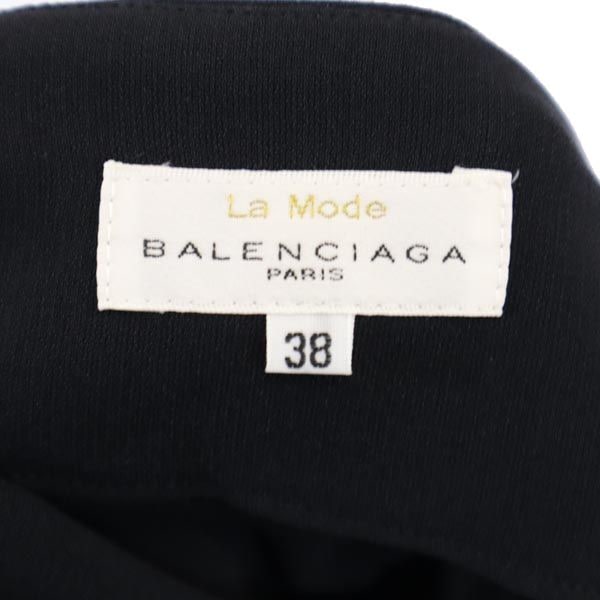 La Mode
BALENCIAGA
PARIS
38